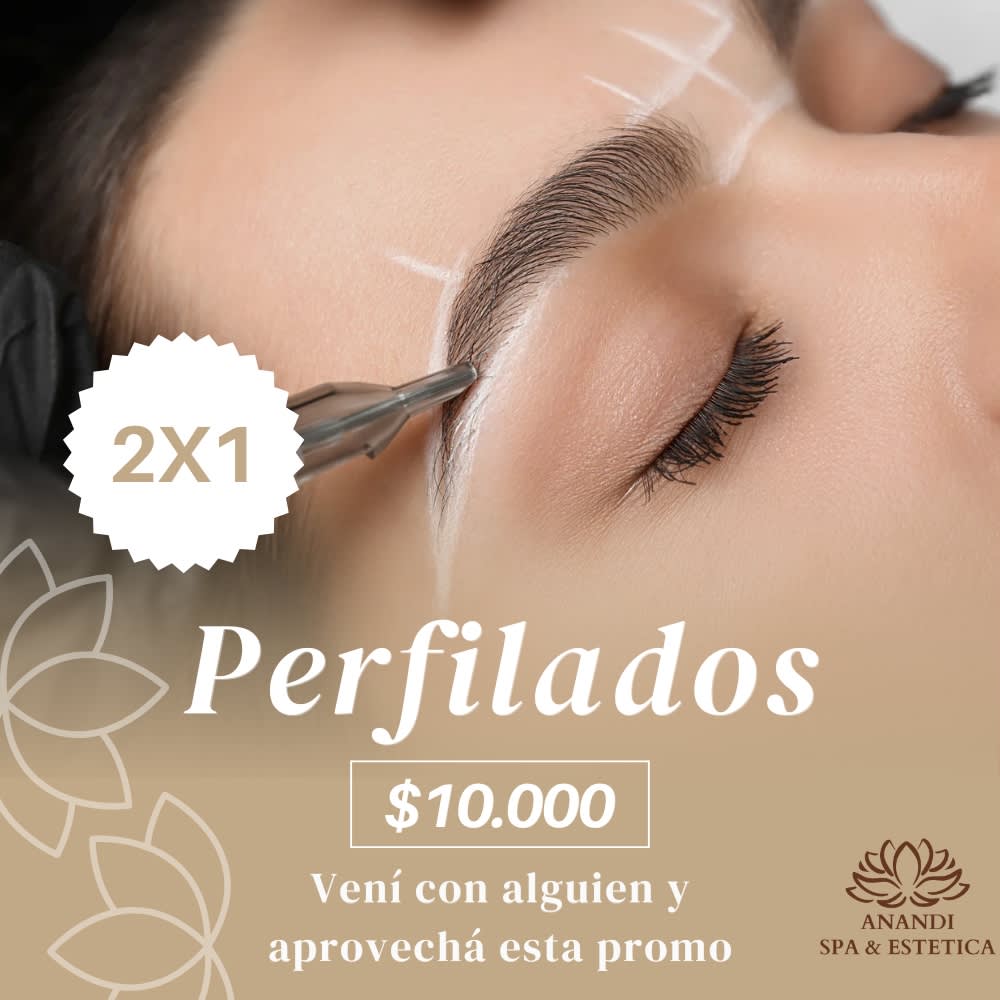 2X1
Perfilados
$10.000
Vení con alguien y
aprovechá esta promo
ANANDI
SPA & ESTETICA